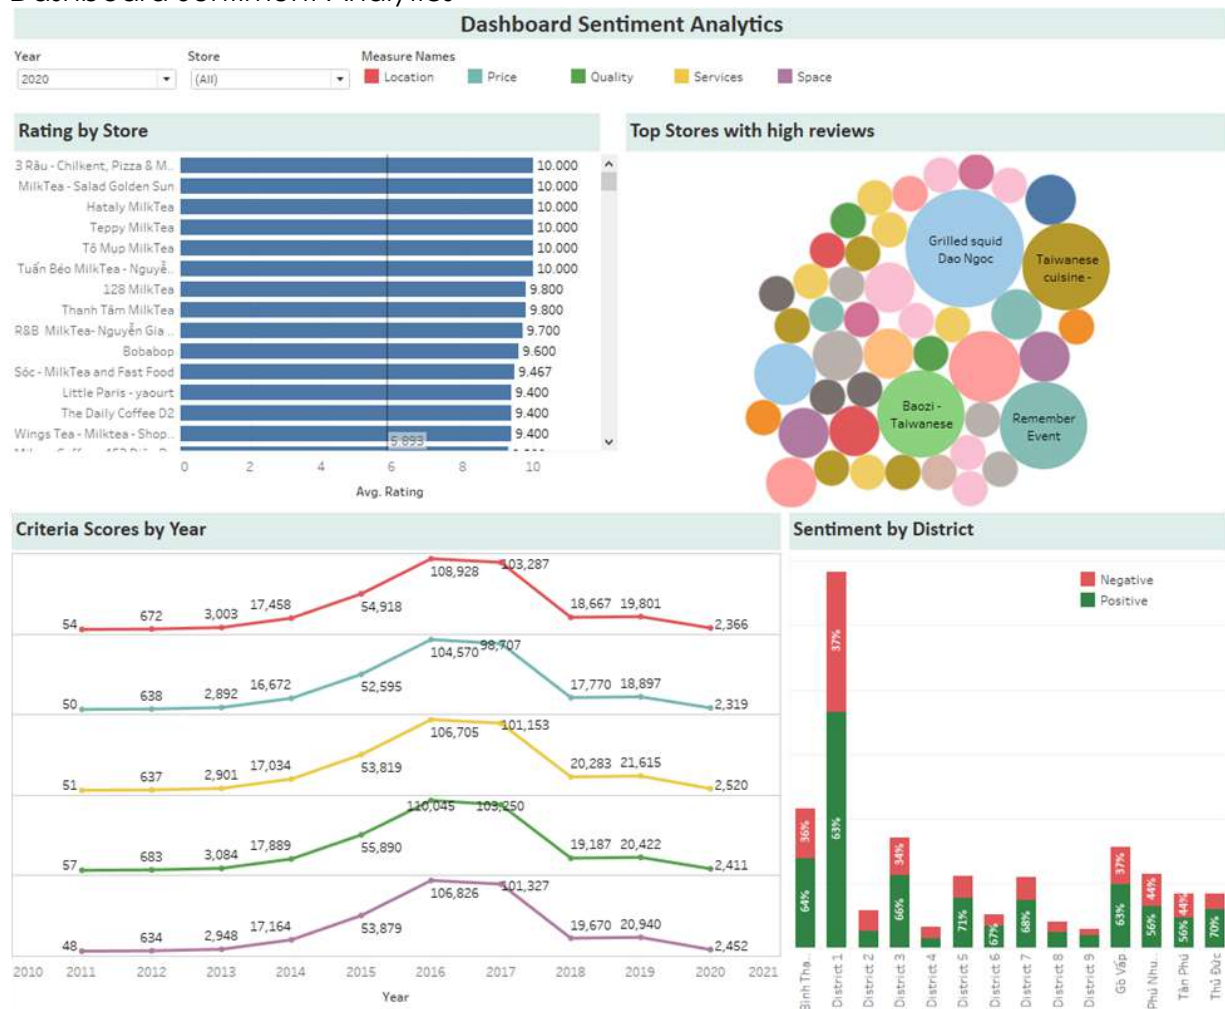 Dashboard Sentiment Analytics
Dashboard Sentiment Analytics
Year
Store
Measure Names
2020
(All)
Location
Price
Quality
Services
Space
Rating by Store
3 Râu - Chilkent, Pizza & M..
10.000
MilkTea - Salad Golden Sun
10.000
Hataly MilkTea
10.000
Teppy MilkTea
10.000
Tô Mụp MilkTea
10.000
Tuấn Béo MilkTea - Nguyễ..
10.000
128 MilkTea
9.800
Thanh Tâm MilkTea
9.800
R&B MilkTea- Nguyễn Gia ..
9.700
Bobabop
9.600
Sóc - MilkTea and Fast Food
9.467
Little Paris - yaourt
9.400
The Daily Coffee D2
9.400
Wings Tea - Milktea - Shop..
9.400
5.893
0 2 4 6 8 10
Avg. Rating
Top Stores with high reviews
Grilled squid
Dao Ngoc
Taiwanese
cuisine -
Baozi -
Taiwanese
Remember
Event
Criteria Scores by Year
54 672 3,003 17,458 54,918 108,928 103,287 18,667 19,801 2,366
50 638 2,892 16,672 52,595 104,570 98,707 17,770 18,897 2,319
51 637 2,901 17,034 53,819 106,705 101,153 20,283 21,615 2,520
57 683 3,084 17,889 55,890 110,045 103,250 19,187 20,422 2,411
48 634 2,948 17,164 53,879 106,826 101,327 19,670 20,940 2,452
2010 2011 2012 2013 2014 2015 2016 2017 2018 2019 2020 2021
Year
Sentiment by District
Negative
Positive
36%
64%
37%
63%
34%
66%
71%
67%
68%
37%
63%
44%
56%
44%
56%
70%
Bình Tha..
District 1
District 2
District 3
District 4
District 5
District 6
District 7
District 8
District 9
Gò Vấp
Phú Nhu..
Tân Phú
Thủ Đức